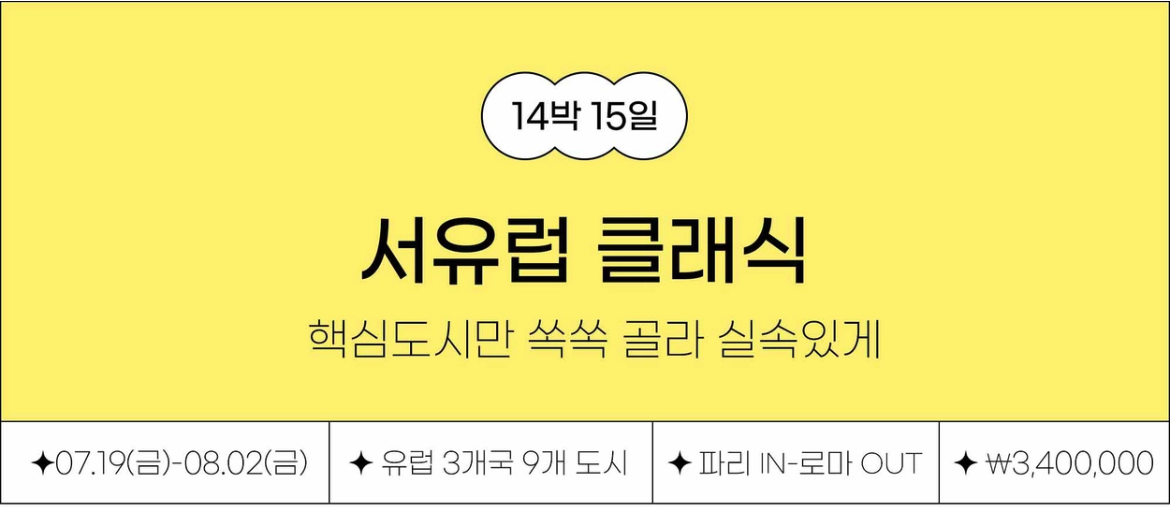 14박 15일
서유럽 클래식
핵심도시만 쏙쏙 골라 실속있게
✦07.19(금)-08.02(금)
✦ 유럽 3개국 9개 도시
✦ 파리 IN-로마 OUT
✦ ₩3,400,000